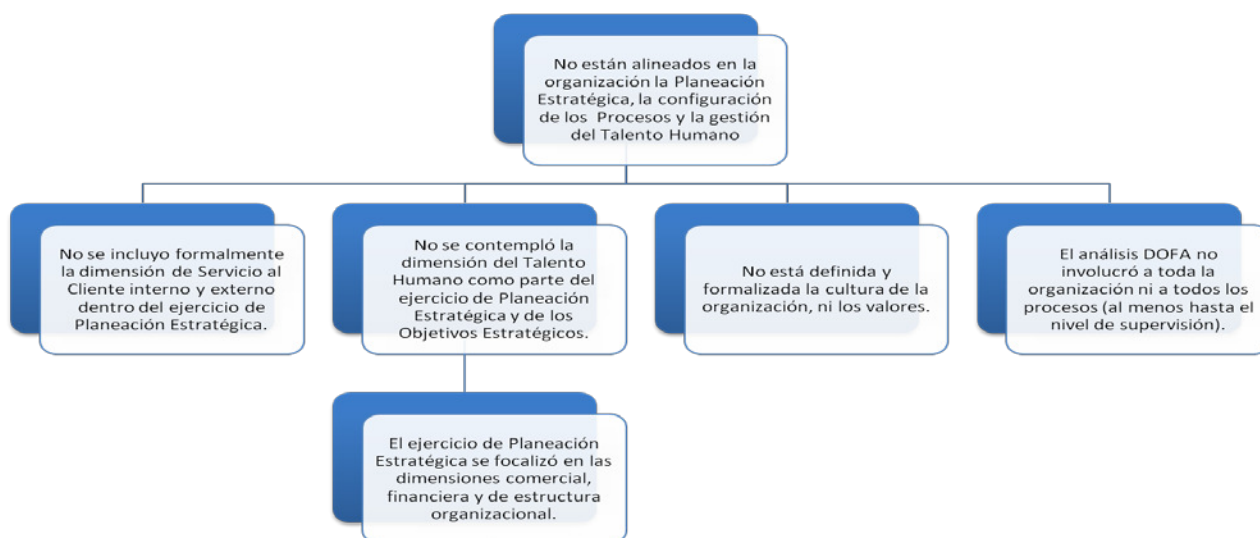 No están alineados en la
organización la Planeación
Estratégica, la configuración
de los Procesos y la gestión
del Talento Humano
No se incluyo formalmente
la dimensión de Servicio al
Cliente interno y externo
dentro del ejercicio de
Planeación Estratégica.
No se contempló la
dimensión del Talento
Humano como parte del
ejercicio de Planeación
Estratégica y de los
Objetivos Estratégicos.
No está definida y
formalizada la cultura de la
organización, ni los valores.
El análisis DOFA no
involucró a toda la
organización ni a todos los
procesos (al menos hasta el
nivel de supervisión).
El ejercicio de Planeación
Estratégica se focalizó en las
dimensiones comercial,
financiera y de estructura
organizacional.